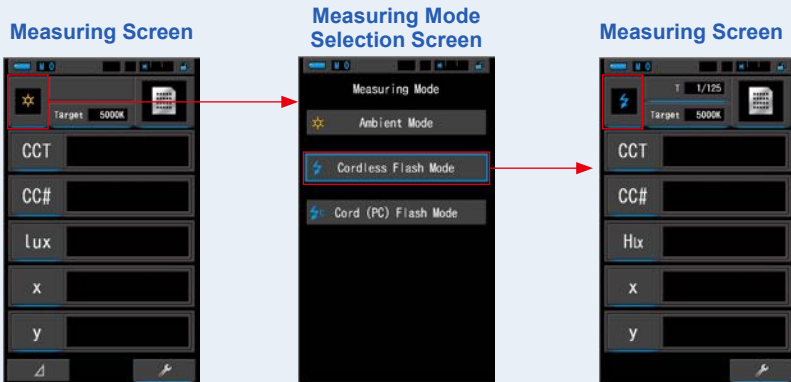 Measuring Screen
Measuring Mode
Selection Screen
Measuring Screen
Target 5000K
CCT
CC#
lux
x
y
Measuring Mode
Ambient Mode
Cordless Flash Mode
Cord (PC) Flash Mode
T 1/125
Target 5000K
CCT
CC#
Hlx
x
y